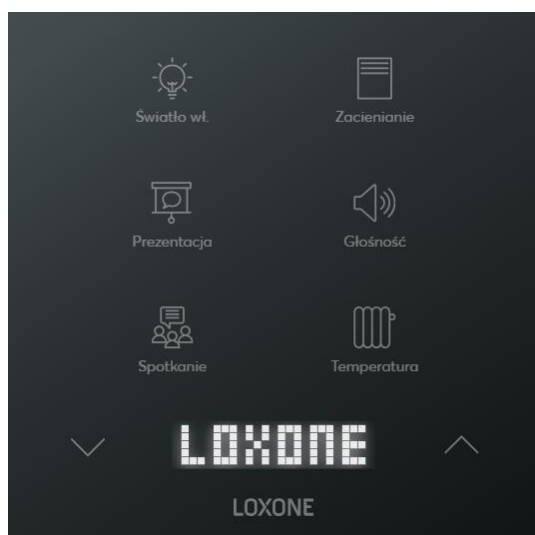 Światło wł. Zacienianie
Prezentacja Głośność
Spotkanie Temperatura
LOXONE
LOXONE